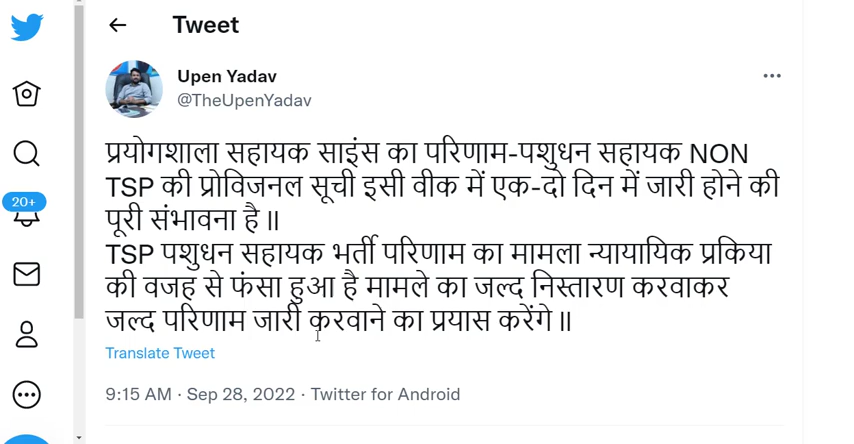 Tweet
Upen Yadav
@TheUpenYadav
प्रयोगशाला सहायक साइंस का परिणाम-पशुधन सहायक NON
TSP की प्रोविजनल सूची इसी वीक में एक-दो दिन में जारी होने की
पूरी संभावना है ll
TSP पशुधन सहायक भर्ती परिणाम का मामला न्यायायिक प्रकिया
की वजह से फंसा हुआ है मामले का जल्द निस्तारण करवाकर
जल्द परिणाम जारी करवाने का प्रयास करेंगे ll
Translate Tweet
9:15 AM · Sep 28, 2022 · Twitter for Android
20+